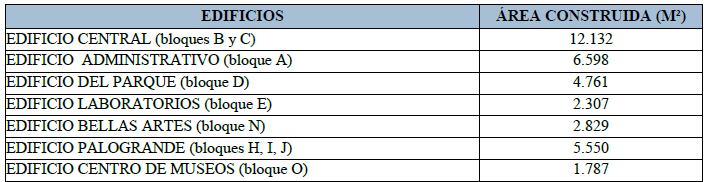 EDIFICIOS ÁREA CONSTRUIDA (M²)
EDIFICIO CENTRAL (bloques B y C) 12.132
EDIFICIO ADMINISTRATIVO (bloque A) 6.598
EDIFICIO DEL PARQUE (bloque D) 4.761
EDIFICIO LABORATORIOS (bloque E) 2.307
EDIFICIO BELLAS ARTES (bloque N) 2.829
EDIFICIO PALOGRANDE (bloques H, I, J) 5.550
EDIFICIO CENTRO DE MUSEOS (bloque O) 1.787